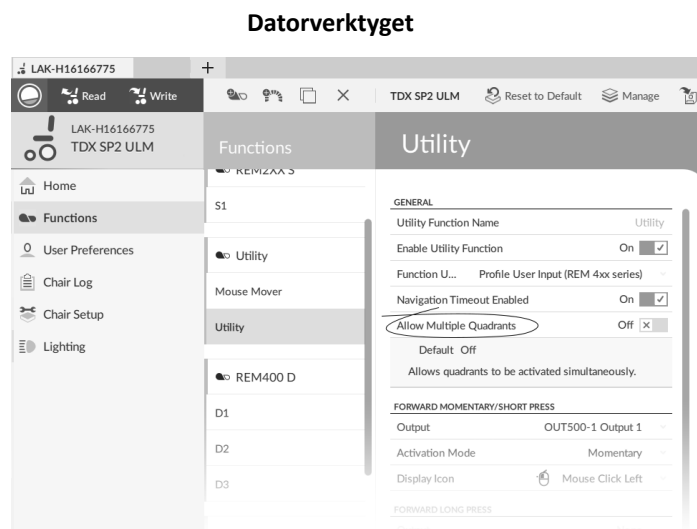 Datorverktyget
LAK-H16166775
Read Write
TDX SP2 ULM Reset to Default Manage
LAK-H16166775
TDX SP2 ULM
Functions
Utility
Home
Functions
User Preferences
Chair Log
Chair Setup
Lighting
REM2XX S
S1
Utility
Mouse Mover
Utility
REM400 D
D1
D2
D3
GENERAL
Utility Function Name Utility
Enable Utility Function On
Function U... Profile User Input (REM 4xx series)
Navigation Timeout Enabled On
Allow Multiple Quadrants Off
Default Off
Allows quadrants to be activated simultaneously.
FORWARD MOMENTARY/SHORT PRESS
Output OUT500-1 Output 1
Activation Mode Momentary
Display Icon Mouse Click Left
FORWARD LONG PRESS